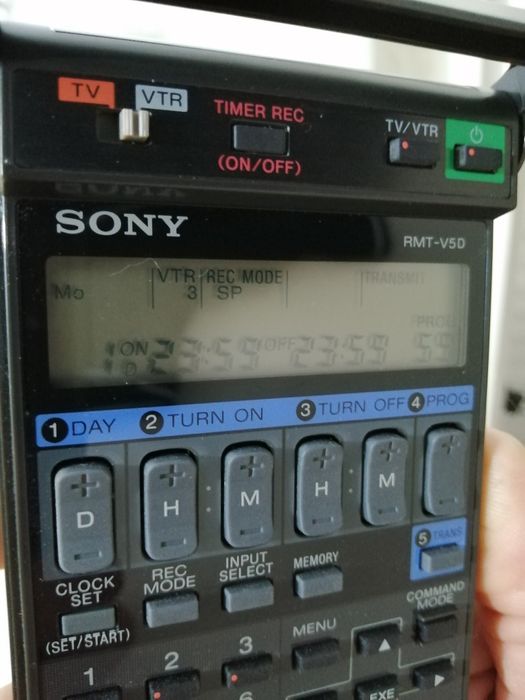 TV VTR
TIMER REC
(ON/OFF)
TV/VTR
SONY
RMT-V5D
VTR REC MODE TRANSMIT
Mo 3 SP
PROG
1 ON 23:59 OFF 23:59 59
D
1 DAY 2 TURN ON 3 TURN OFF 4 PROG
+ + + + + +
D H : M H : M
- - - - - -
5 TRANS
CLOCK SET REC MODE INPUT SELECT MEMORY
(SET/START)
COMMAND MODE
MENU
1 2 3
6
EXE